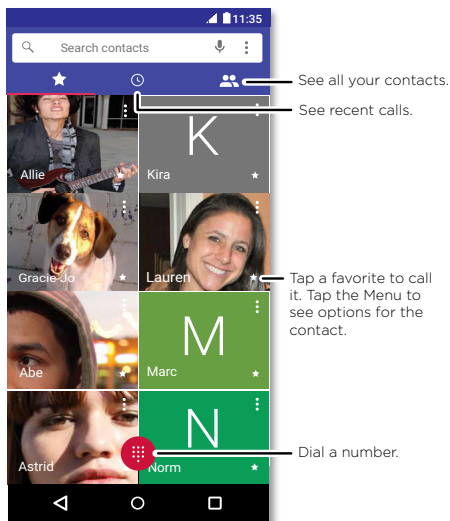 11:35
Search contacts
See all your contacts.
See recent calls.
K
Allie
Kira
Gracie-Jo
Lauren
Tap a favorite to call
it. Tap the Menu to
see options for the
contact.
M
Abe
Marc
N
Astrid
Norm
Dial a number.